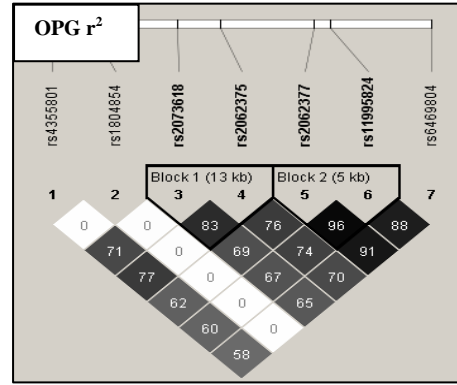 OPG r²
rs4355801 rs1804854 rs2073618 rs2062375 rs2062377 rs11995824 rs6469804
Block 1 (13 kb) Block 2 (5 kb)
1 2 3 4 5 6 7
0 0 83 76 96 88
71 0 69 74 91
77 0 67 70
62 0 65
60 0
58